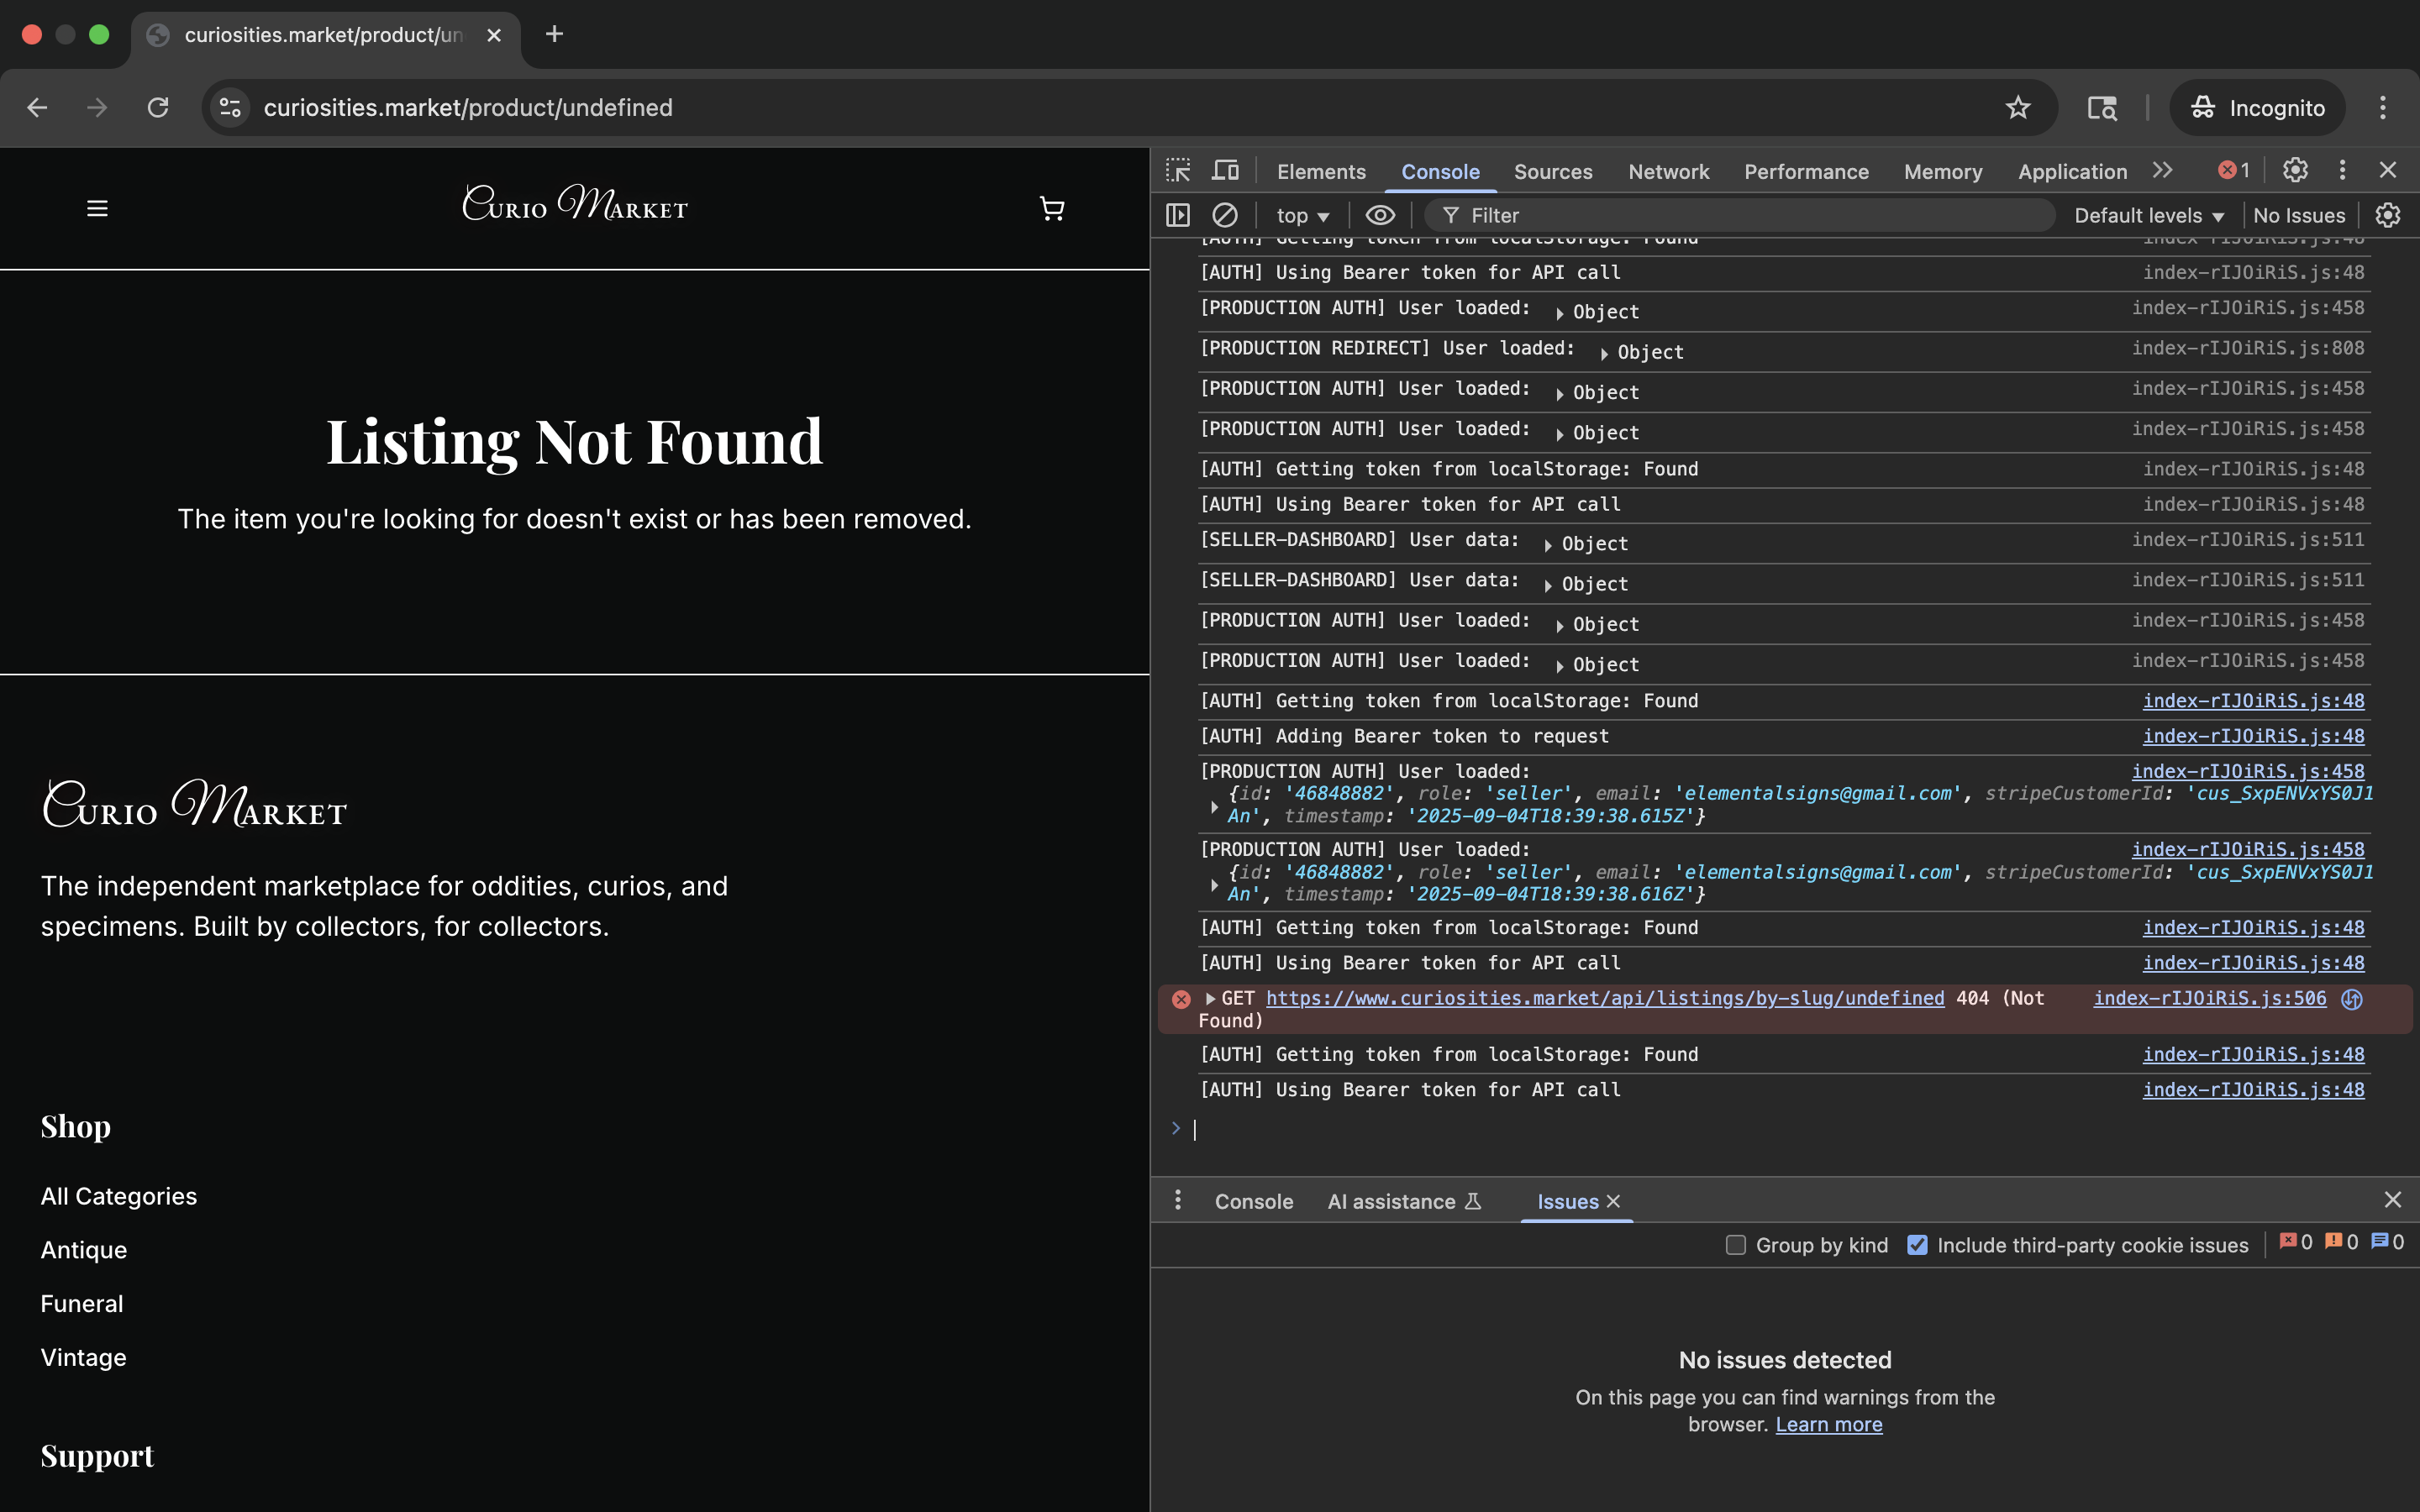 curiosities.market/product/un
curiosities.market/product/undefined
Incognito
CURIO MARKET
Listing Not Found
The item you're looking for doesn't exist or has been removed.
CURIO MARKET
The independent marketplace for oddities, curios, and
specimens. Built by collectors, for collectors.
Shop
All Categories
Antique
Funeral
Vintage
Support
Elements Console Sources Network Performance Memory Application 1
top Filter Default levels No Issues
[AUTH] Getting token from localStorage: Found index-rIJOiRiS.js:48
[AUTH] Using Bearer token for API call index-rIJOiRiS.js:48
[PRODUCTION AUTH] User loaded: Object index-rIJOiRiS.js:458
[PRODUCTION REDIRECT] User loaded: Object index-rIJOiRiS.js:808
[PRODUCTION AUTH] User loaded: Object index-rIJOiRiS.js:458
[PRODUCTION AUTH] User loaded: Object index-rIJOiRiS.js:458
[AUTH] Getting token from localStorage: Found index-rIJOiRiS.js:48
[AUTH] Using Bearer token for API call index-rIJOiRiS.js:48
[SELLER-DASHBOARD] User data: Object index-rIJOiRiS.js:511
[SELLER-DASHBOARD] User data: Object index-rIJOiRiS.js:511
[PRODUCTION AUTH] User loaded: Object index-rIJOiRiS.js:458
[PRODUCTION AUTH] User loaded: Object index-rIJOiRiS.js:458
[AUTH] Getting token from localStorage: Found index-rIJOiRiS.js:48
[AUTH] Adding Bearer token to request index-rIJOiRiS.js:48
[PRODUCTION AUTH] User loaded: index-rIJOiRiS.js:458
{id: '46848882', role: 'seller', email: 'elementalsigns@gmail.com', stripeCustomerId: 'cus_SxpENVxYS0J1
An', timestamp: '2025-09-04T18:39:38.615Z'}
[PRODUCTION AUTH] User loaded: index-rIJOiRiS.js:458
{id: '46848882', role: 'seller', email: 'elementalsigns@gmail.com', stripeCustomerId: 'cus_SxpENVxYS0J1
An', timestamp: '2025-09-04T18:39:38.616Z'}
[AUTH] Getting token from localStorage: Found index-rIJOiRiS.js:48
[AUTH] Using Bearer token for API call index-rIJOiRiS.js:48
GET https://www.curiosities.market/api/listings/by-slug/undefined 404 (Not index-rIJOiRiS.js:506
Found)
[AUTH] Getting token from localStorage: Found index-rIJOiRiS.js:48
[AUTH] Using Bearer token for API call index-rIJOiRiS.js:48
Console AI assistance Issues
Group by kind Include third-party cookie issues 0 0 0
No issues detected
On this page you can find warnings from the
browser. Learn more